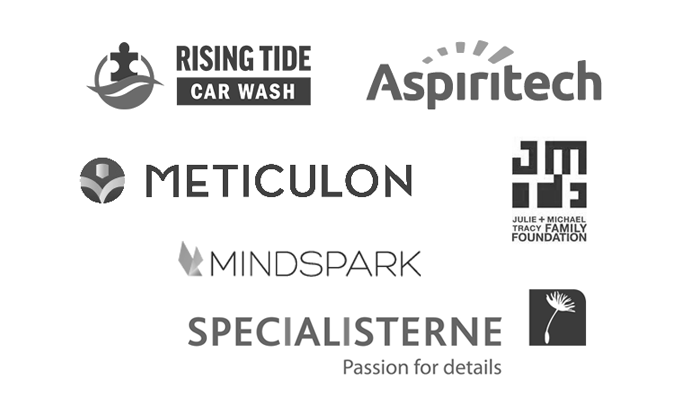 RISING TIDE
CAR WASH
Aspiritech
METICULON
JULIE + MICHAEL
TRACY FAMILY
FOUNDATION
MINDSPARK
SPECIALISTERNE
Passion for details